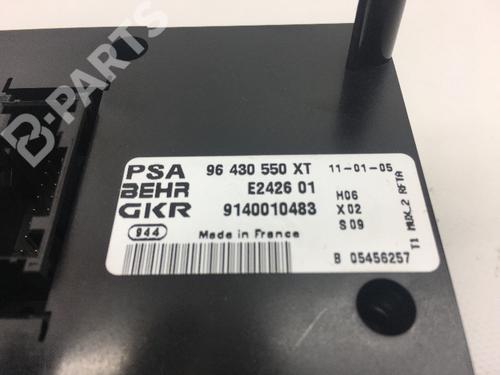 PSA 96 430 550 XT 11-01-05
BEHR E2426 01 H06
GKR 9140010483 X02
S09
944 Made in France
B 05456257
T1 MUX_2 RFTA
B-PARTS
B-PARTS